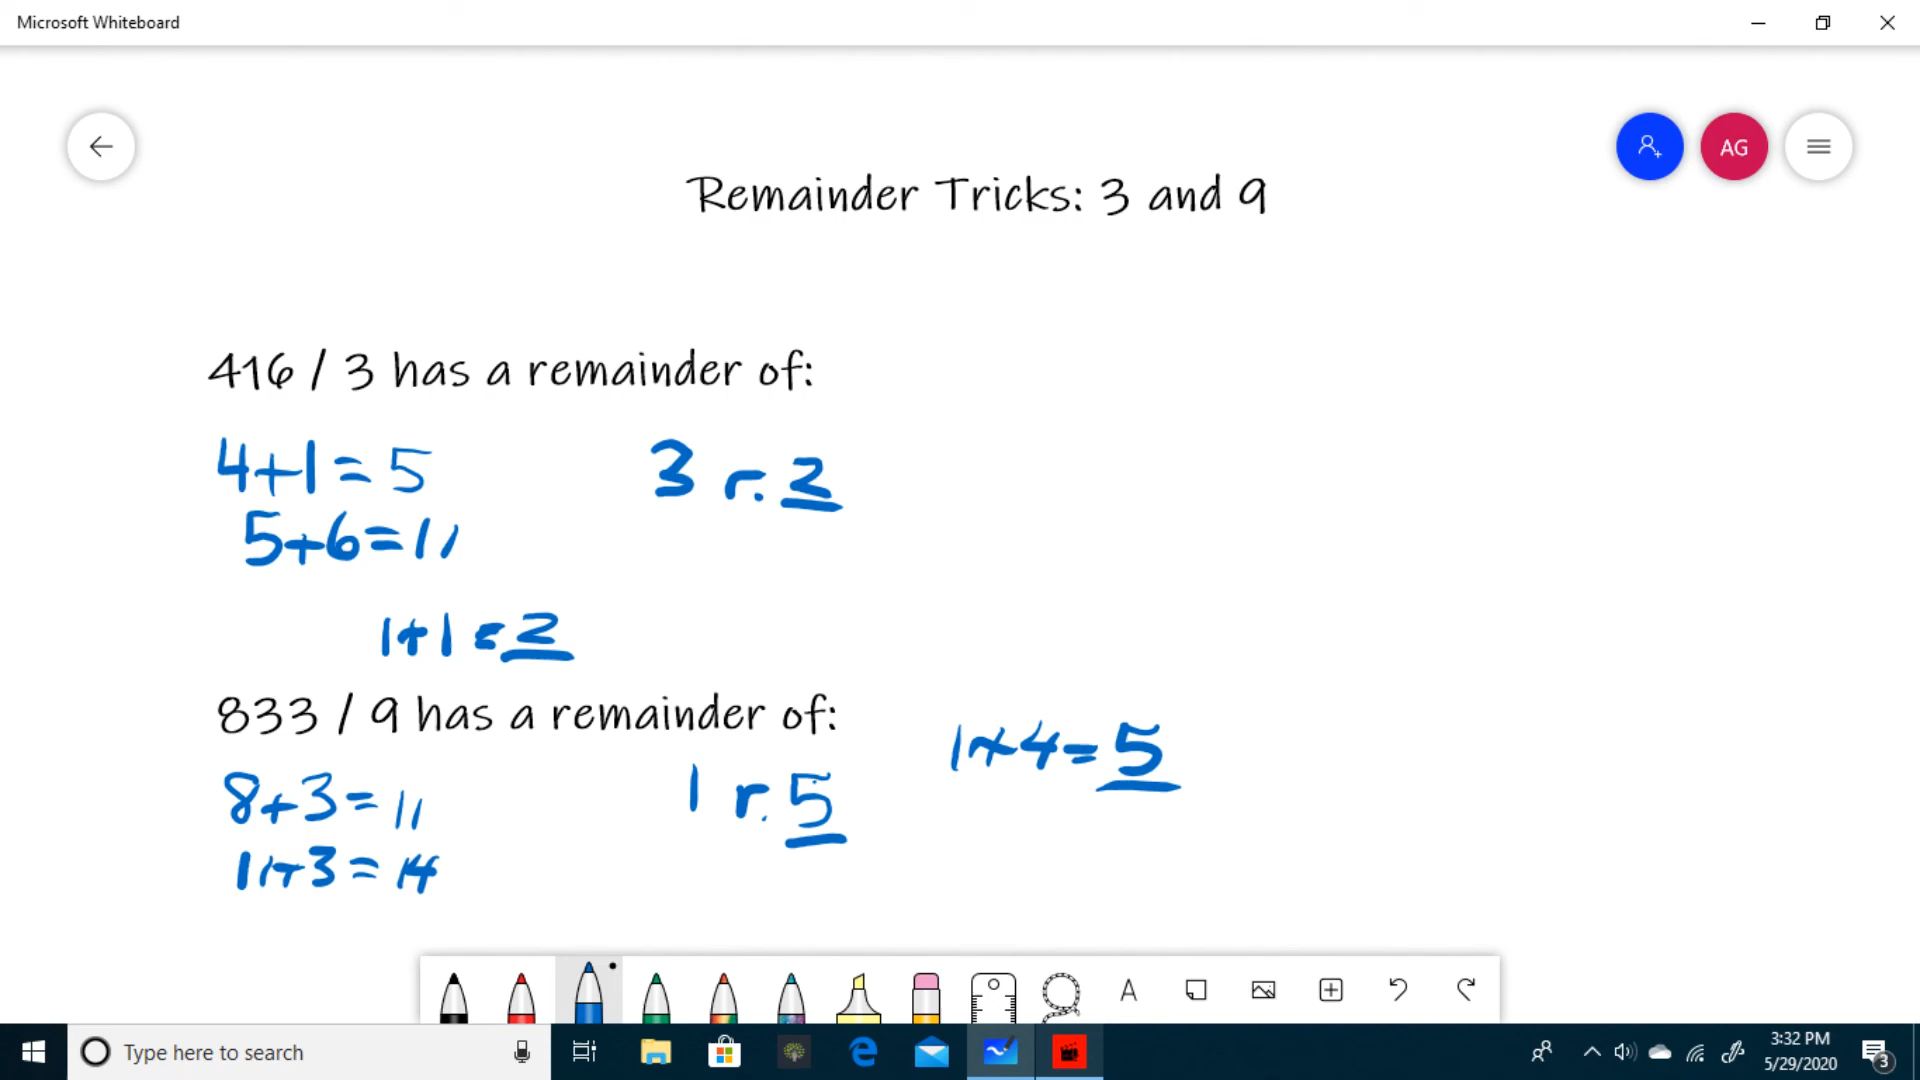 Microsoft Whiteboard
AG
Remainder Tricks: 3 and 9
416 / 3 has a remainder of:
4+1=5
3 r. 2
5+6=11
1+1=2
833 / 9 has a remainder of:
1+4=5
8+3=11
1 r. 5
11+3=14
A
Type here to search
3:32 PM
5/29/2020
3